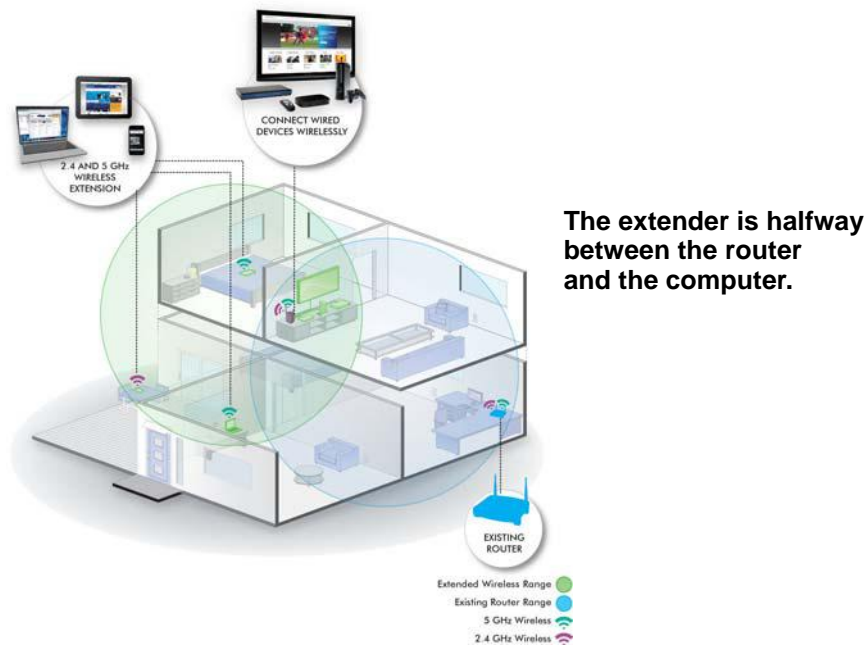 CONNECT WIRED
DEVICES WIRELESSLY
2.4 AND 5 GHz
WIRELESS
EXTENSION
The extender is halfway
between the router
and the computer.
EXISTING
ROUTER
Extended Wireless Range
Existing Router Range
5 GHz Wireless
2.4 GHz Wireless